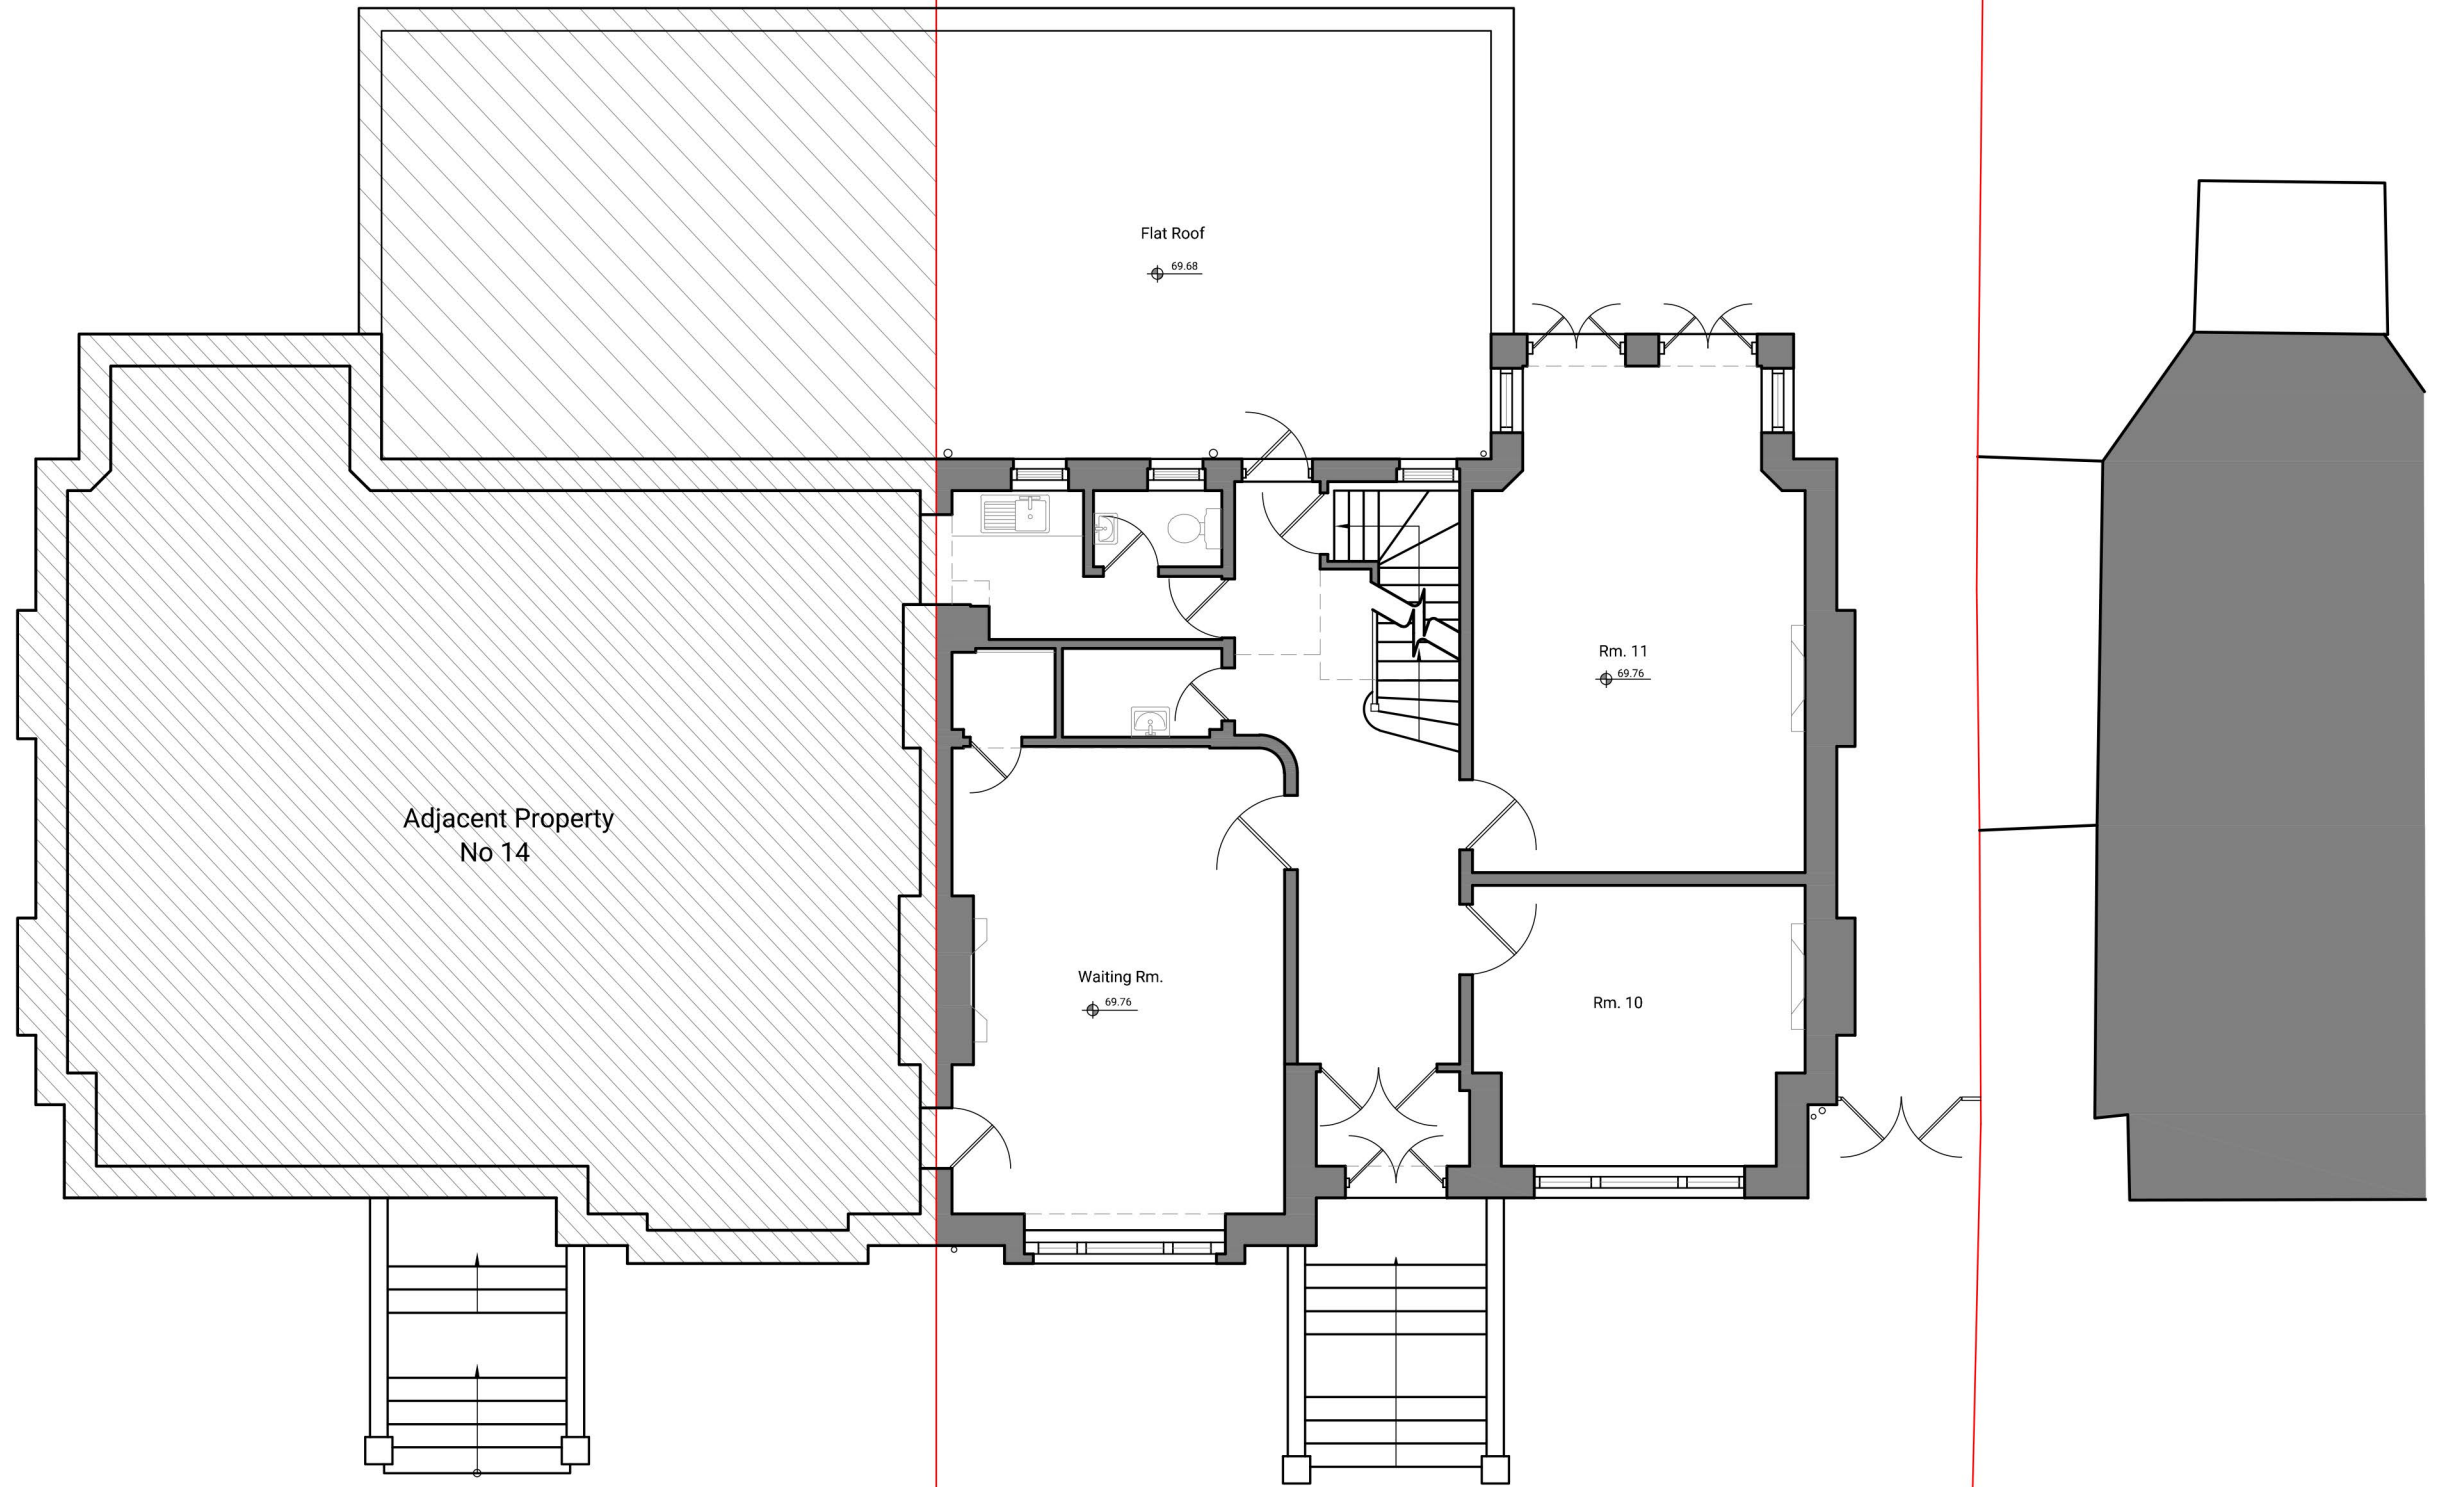 Flat Roof
69.68
Rm. 11
69.76
Adjacent Property
No 14
Waiting Rm.
69.76
Rm. 10